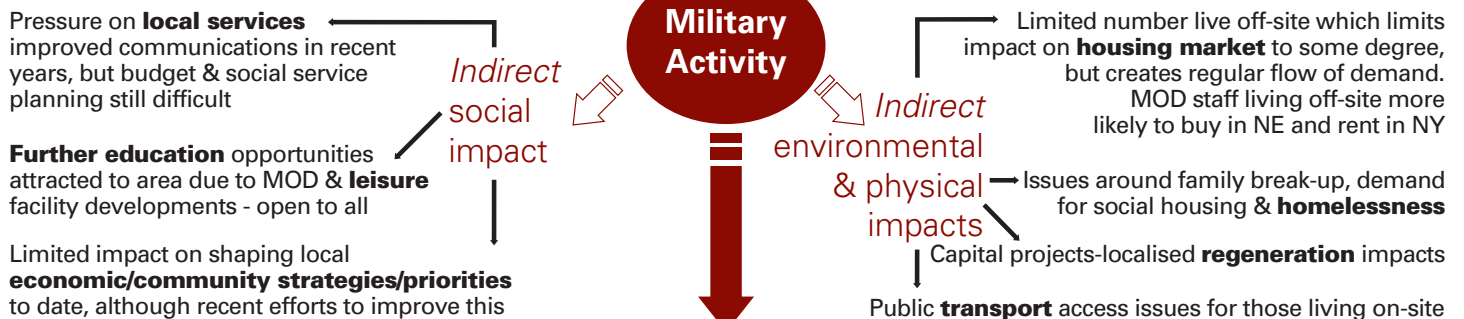 Pressure on local services
improved communications in recent
years, but budget & social service
planning still difficult
Further education opportunities
attracted to area due to MOD & leisure
facility developments - open to all
Limited impact on shaping local
economic/community strategies/priorities
to date, although recent efforts to improve this
Indirect
social
impact
Military
Activity
Indirect
environmental
& physical
impacts
Limited number live off-site which limits
impact on housing market to some degree,
but creates regular flow of demand.
MOD staff living off-site more
likely to buy in NE and rent in NY
Issues around family break-up, demand
for social housing & homelessness
Capital projects-localised regeneration impacts
Public transport access issues for those living on-site